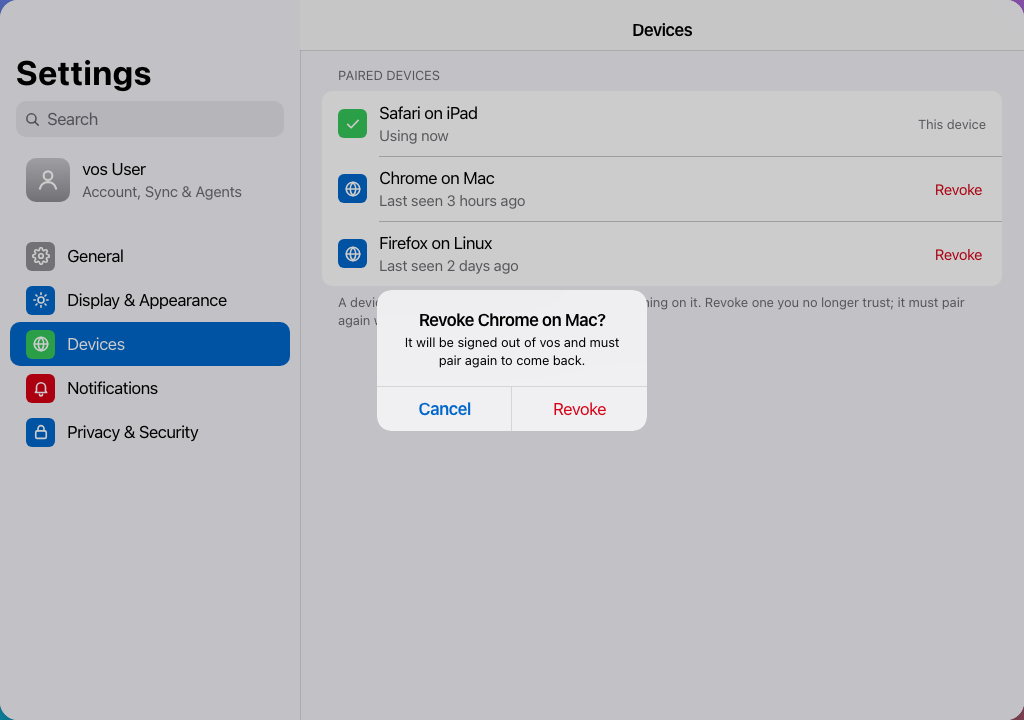 Devices
Settings
Search
vos User
Account, Sync & Agents
General
Display & Appearance
Devices
Notifications
Privacy & Security
PAIRED DEVICES
Safari on iPad
Using now
This device
Chrome on Mac
Last seen 3 hours ago
Revoke
Firefox on Linux
Last seen 2 days ago
Revoke
A on it. Revoke one you no longer trust; it must pair
again
Revoke Chrome on Mac?
It will be signed out of vos and must
pair again to come back.
Cancel
Revoke